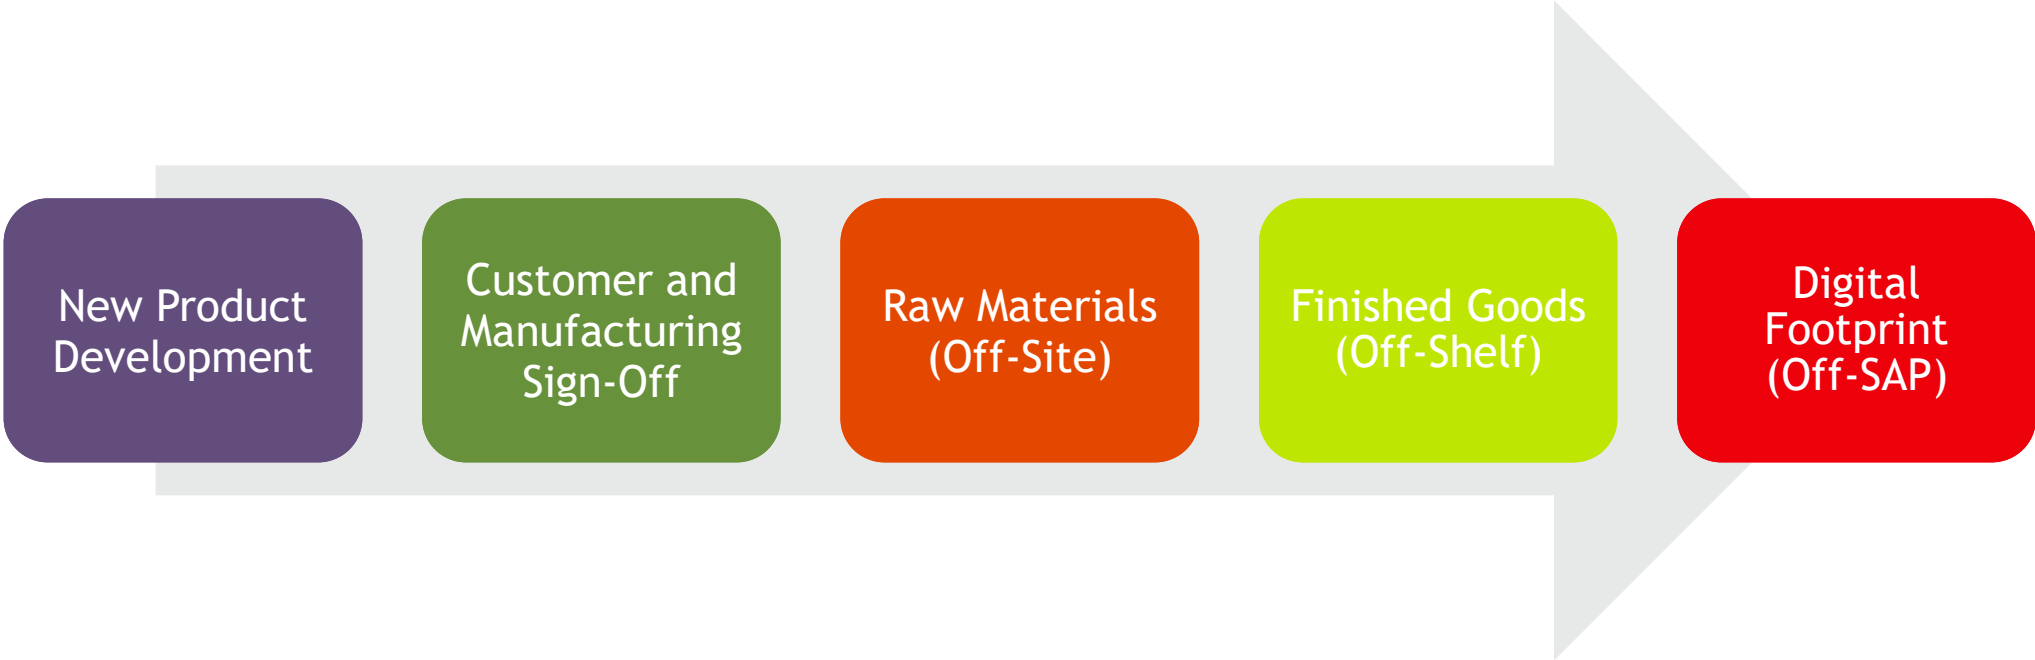 New Product
Development
Customer and
Manufacturing
Sign-Off
Raw Materials
(Off-Site)
Finished Goods
(Off-Shelf)
Digital
Footprint
(Off-SAP)